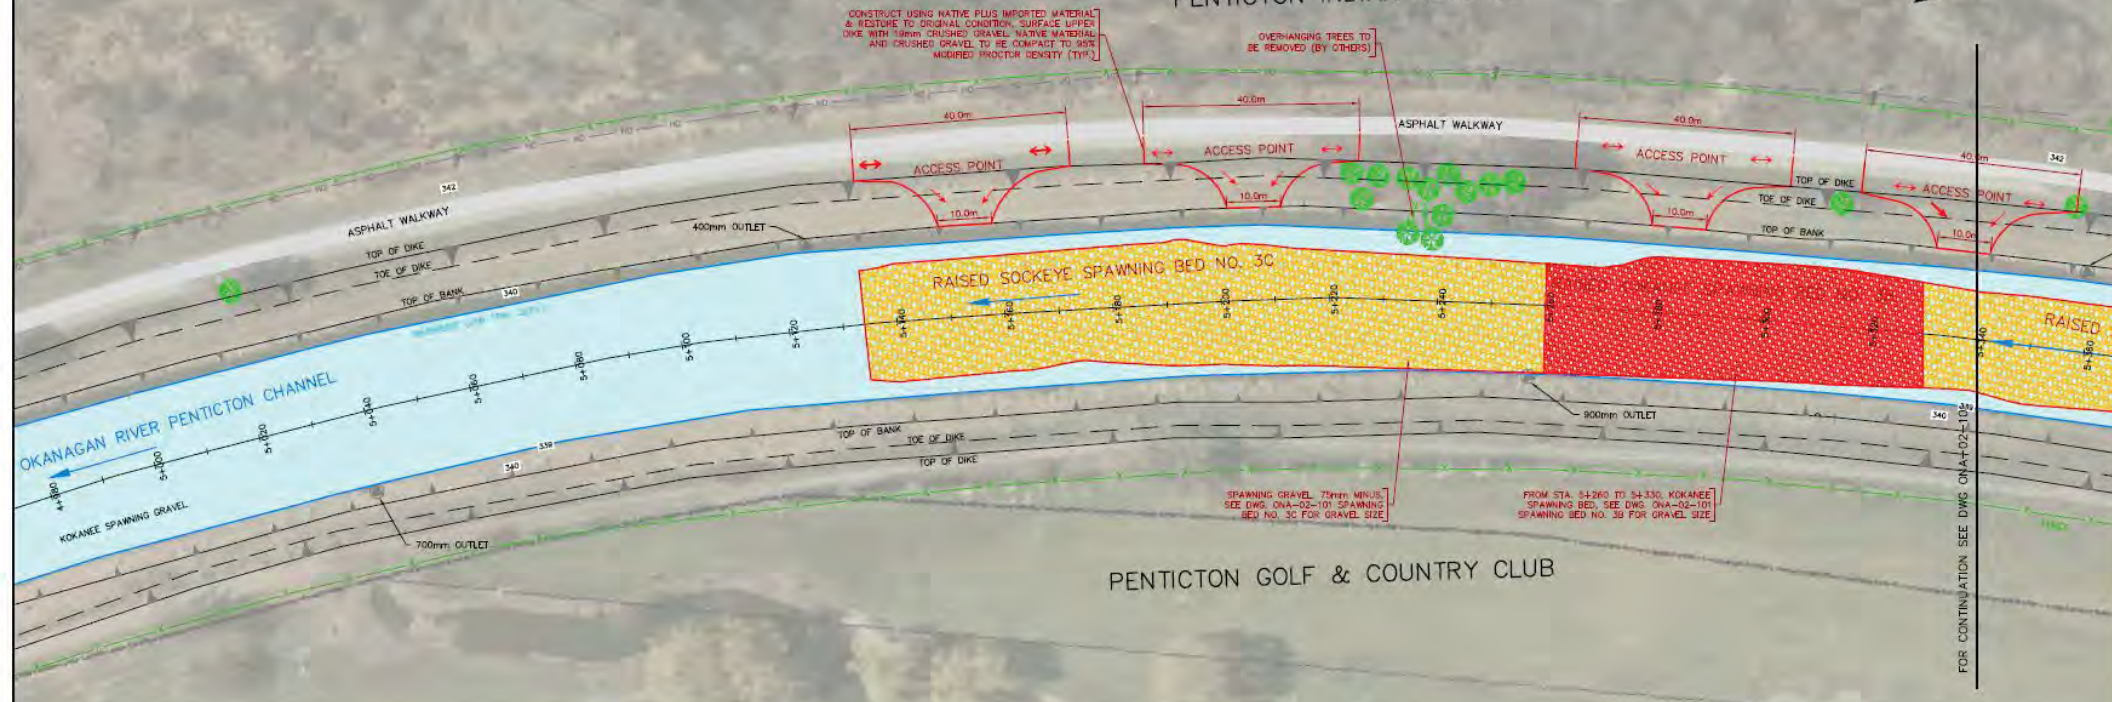 PENTICTON
CONSTRUCT USING NATIVE PLUS IMPORTED MATERIAL
& RESTORE TO ORIGINAL CONDITION, SURFACE UPPER
DIKE WITH 19mm CRUSHED GRAVEL. NATIVE MATERIAL
AND CRUSHED GRAVEL TO BE COMPACT TO 95%
MODIFIED PROCTOR DENSITY (TYP.)
OVERHANGING TREES TO
BE REMOVED (BY OTHERS)
40.0m
40.0m
40.0m
ASPHALT WALKWAY
ACCESS POINT
ACCESS POINT
ACCESS POINT
ACCESS POINT
342
342
10.0m
10.0m
10.0m
10.0m
TOP OF DIKE
TOE OF DIKE
TOP OF BANK
ASPHALT WALKWAY
TOP OF DIKE
TOE OF DIKE
TOP OF BANK
340
400mm OUTLET
RAISED SOCKEYE SPAWNING BED NO. 3C
RAISED
OKANAGAN RIVER PENTICTON CHANNEL
KOKANEE SPAWNING GRAVEL
5+240
5+220
5+200
339
340
TOP OF BANK
TOE OF DIKE
TOP OF DIKE
900mm OUTLET
340
700mm OUTLET
SPAWNING GRAVEL 75mm MINUS,
SEE DWG. ONA-02-101 SPAWNING
BED NO. 3C FOR GRAVEL SIZE
FROM STA. 5+260 TO 5+330, KOKANEE
SPAWNING BED, SEE DWG. ONA-02-101
SPAWNING BED NO. 3B FOR GRAVEL SIZE
PENTICTON GOLF & COUNTRY CLUB
FOR CONTINUATION SEE DWG ONA-02-103